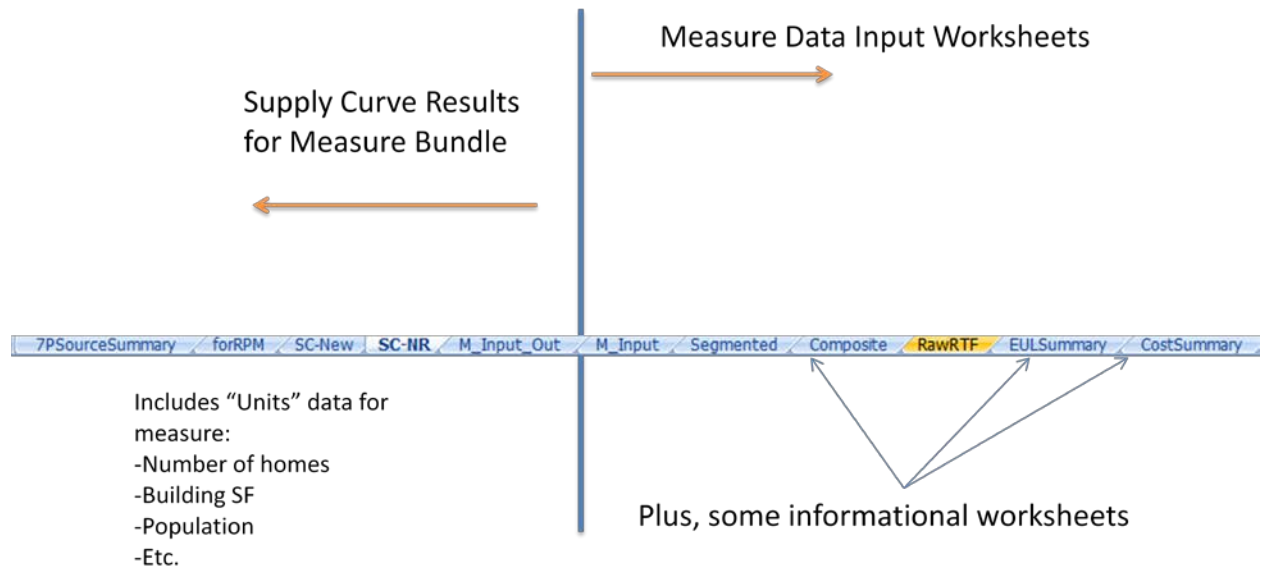 Measure Data Input Worksheets
Supply Curve Results
for Measure Bundle
7PSourceSummary forRPM SC-New SC-NR M_Input_Out M_Input Segmented Composite RawRTF EULSummary CostSummary
Includes “Units” data for
measure:
-Number of homes
-Building SF
-Population
-Etc.
Plus, some informational worksheets